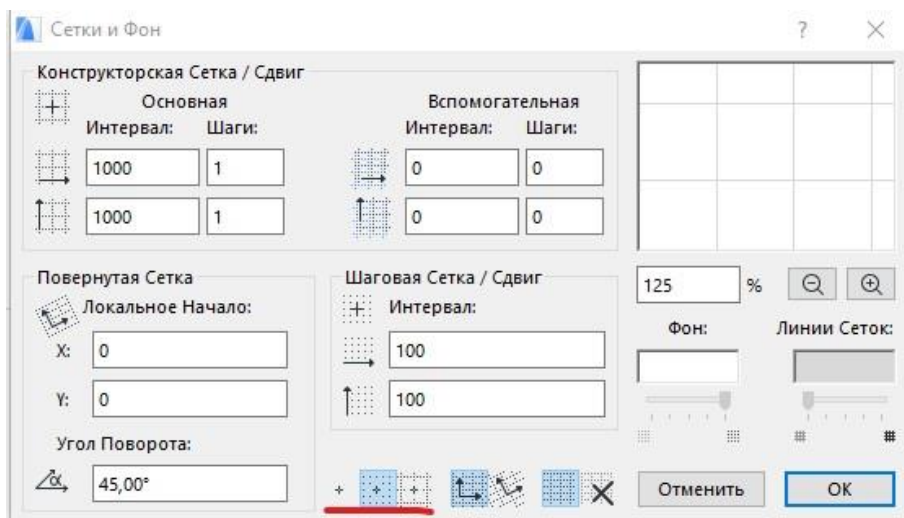 Сетки и Фон
?
Конструкторская Сетка / Сдвиг
Основная
Вспомогательная
Интервал: Шаги:
Интервал: Шаги:
1000 1
0 0
1000 1
0 0
Повернутая Сетка
Локальное Начало:
X: 0
Y: 0
Угол Поворота:
α
45,00°
Шаговая Сетка / Сдвиг
Интервал:
100
100
125 %
Фон: Линии Сеток:
Отменить OK